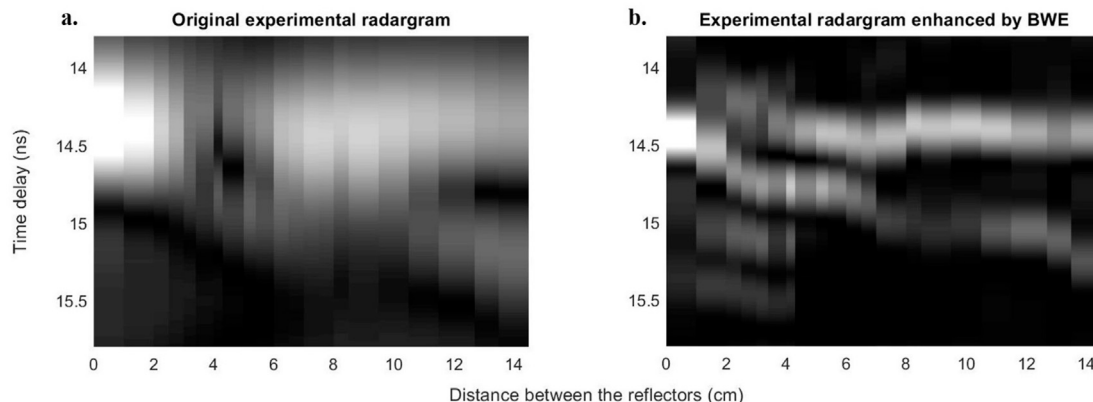 a.
Original experimental radargram
14
14.5
15
15.5
0 2 4 6 8 10 12 14
Time delay (ns)
b.
Experimental radargram enhanced by BWE
14
14.5
15
15.5
0 2 4 6 8 10 12 14
Distance between the reflectors (cm)